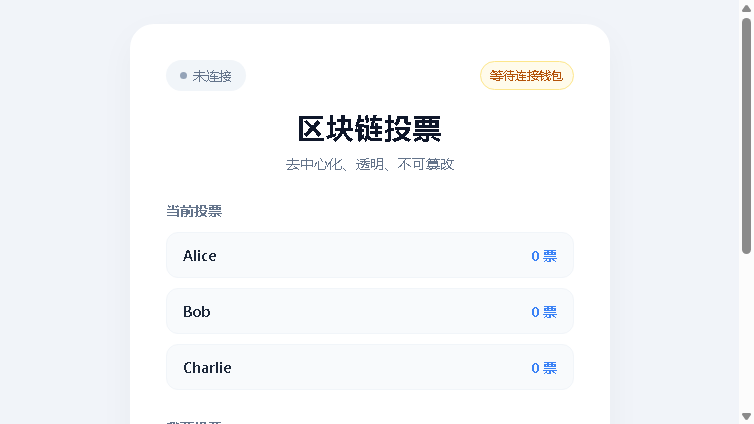 未连接
等待连接钱包
区块链投票
去中心化、透明、不可篡改
当前投票
Alice
0 票
Bob
0 票
Charlie
0 票